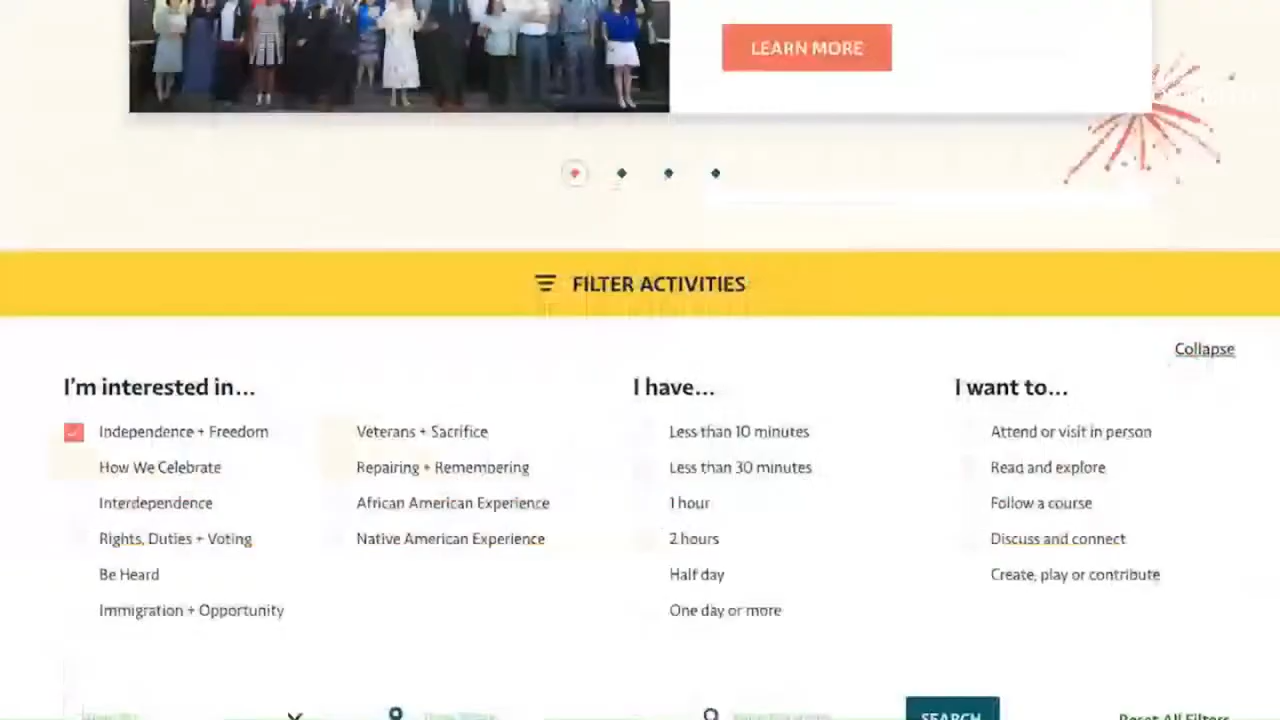 LEARN MORE
FILTER ACTIVITIES
Collapse
I'm interested in...
Independence + Freedom
How We Celebrate
Interdependence
Rights, Duties + Voting
Be Heard
Immigration + Opportunity
Veterans + Sacrifice
Repairing + Remembering
African American Experience
Native American Experience
I have...
Less than 10 minutes
Less than 30 minutes
1 hour
2 hours
Half day
One day or more
I want to...
Attend or visit in person
Read and explore
Follow a course
Discuss and connect
Create, play or contribute
SEARCH
Reset All Filters